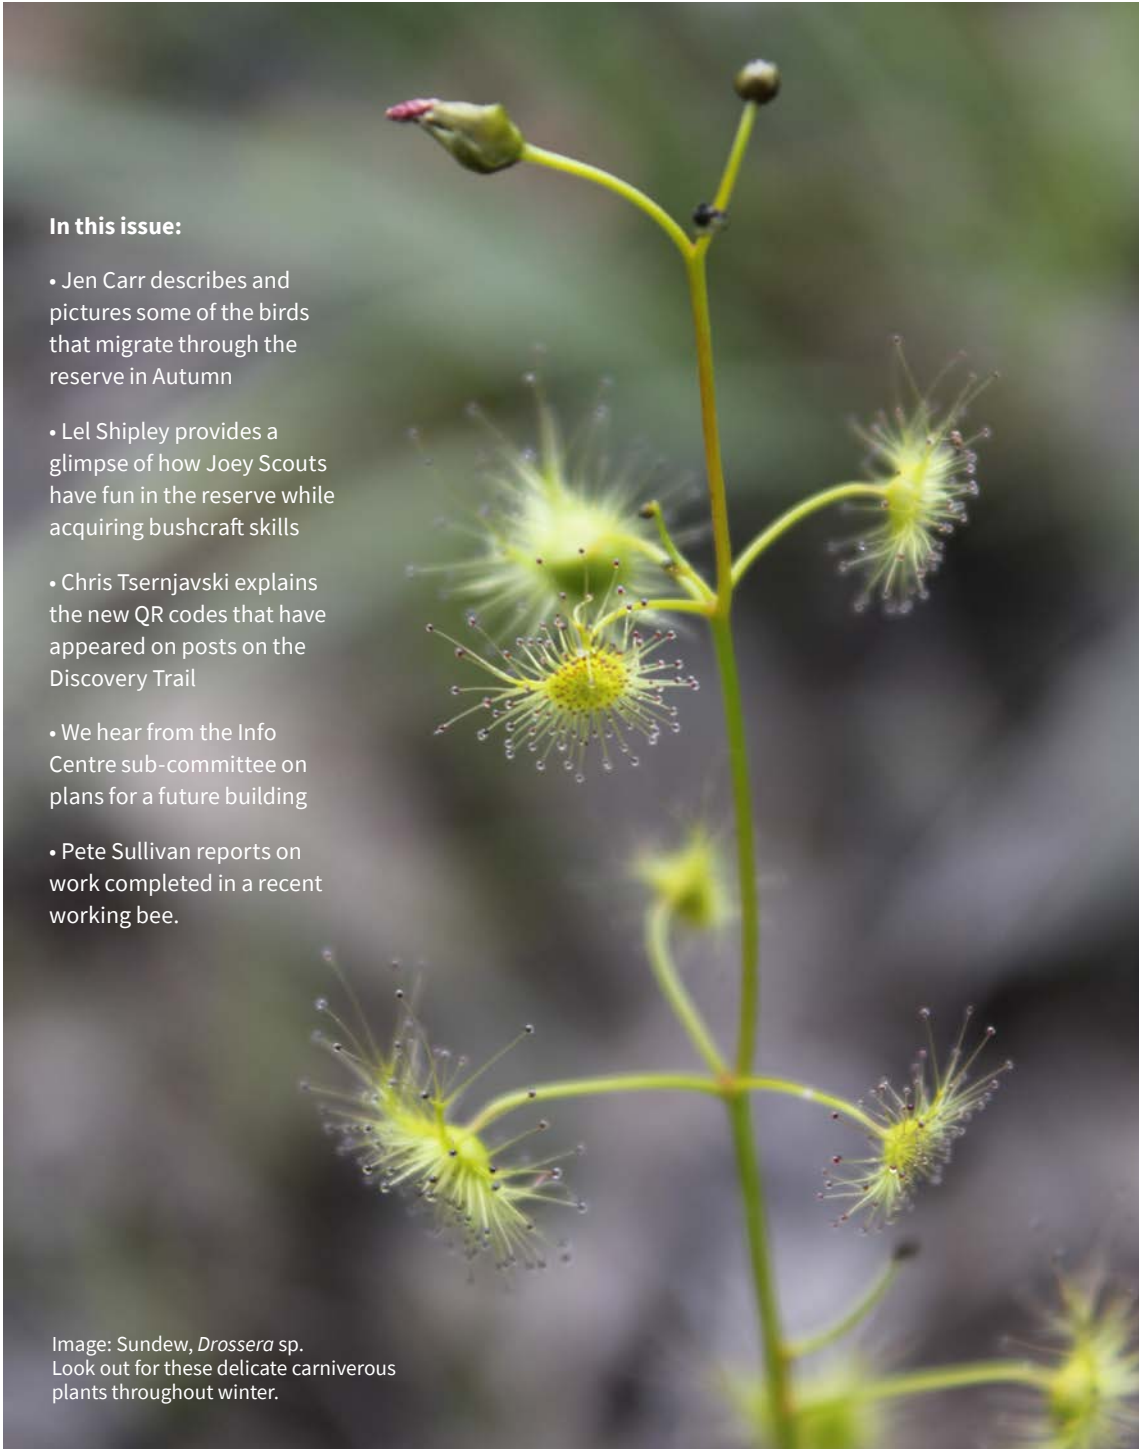 In this issue:
• Jen Carr describes and
pictures some of the birds
that migrate through the
reserve in Autumn
• Lel Shipley provides a
glimpse of how Joey Scouts
have fun in the reserve while
acquiring bushcraft skills
• Chris Tsernjavski explains
the new QR codes that have
appeared on posts on the
Discovery Trail
• We hear from the Info
Centre sub-committee on
plans for a future building
• Pete Sullivan reports on
work completed in a recent
working bee.
Image: Sundew, Drossera sp.
Look out for these delicate carniverous
plants throughout winter.